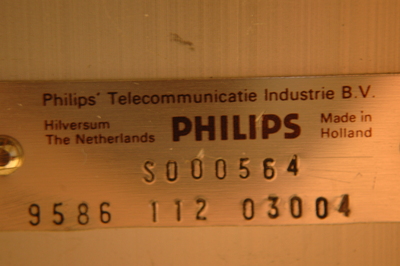 Philips' Telecommunicatie Industrie B.V.
Hilversum
The Netherlands
PHILIPS
Made in
Holland
S000564
9586 112 03004